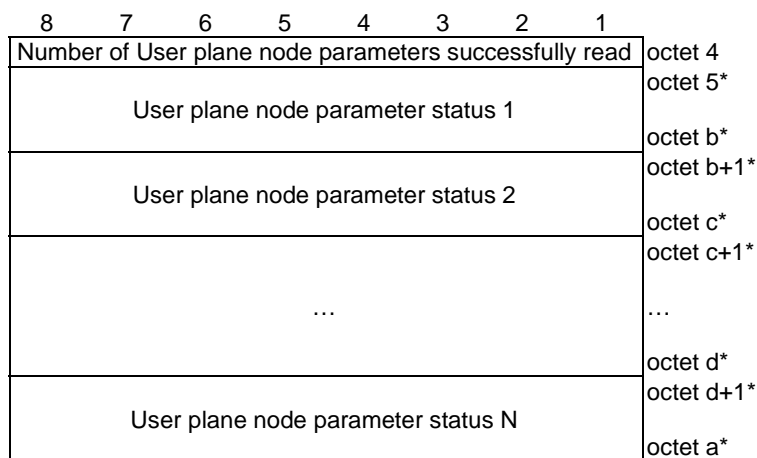 8 7 6 5 4 3 2 1
Number of User plane node parameters successfully read octet 4
octet 5*
User plane node parameter status 1
octet b*
octet b+1*
User plane node parameter status 2
octet c*
octet c+1*
… …
octet d*
octet d+1*
User plane node parameter status N
octet a*